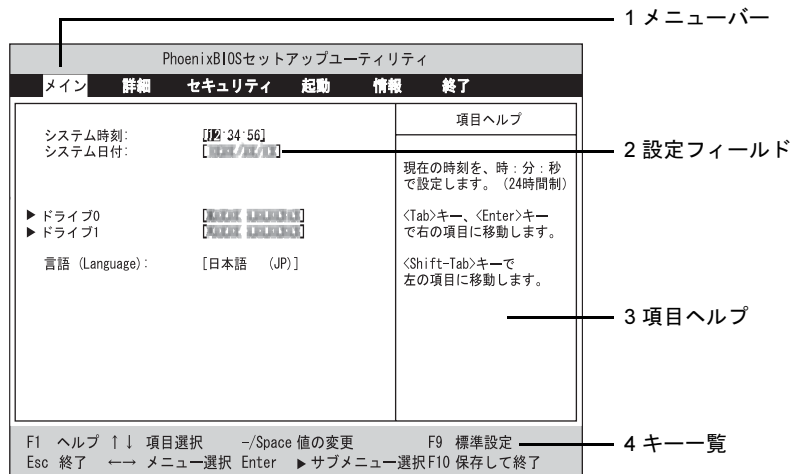 1 メニューバー
PhoenixBIOSセットアップユーティリティ
メイン 詳細 セキュリティ 起動 情報 終了
項目ヘルプ
システム時刻: [12:34:56]
システム日付:
2 設定フィールド
現在の時刻を、時:分:秒
で設定します。(24時間制)
▶ ドライブ0
▶ ドライブ1
<Tab>キー、<Enter>キー
で右の項目に移動します。
言語 (Language): [日本語 (JP)]
<Shift-Tab>キーで
左の項目に移動します。
3 項目ヘルプ
F1 ヘルプ ↑↓ 項目選択 -/Space 値の変更 F9 標準設定
4 キー一覧
Esc 終了 ←→ メニュー選択 Enter ▶サブメニュー選択 F10 保存して終了